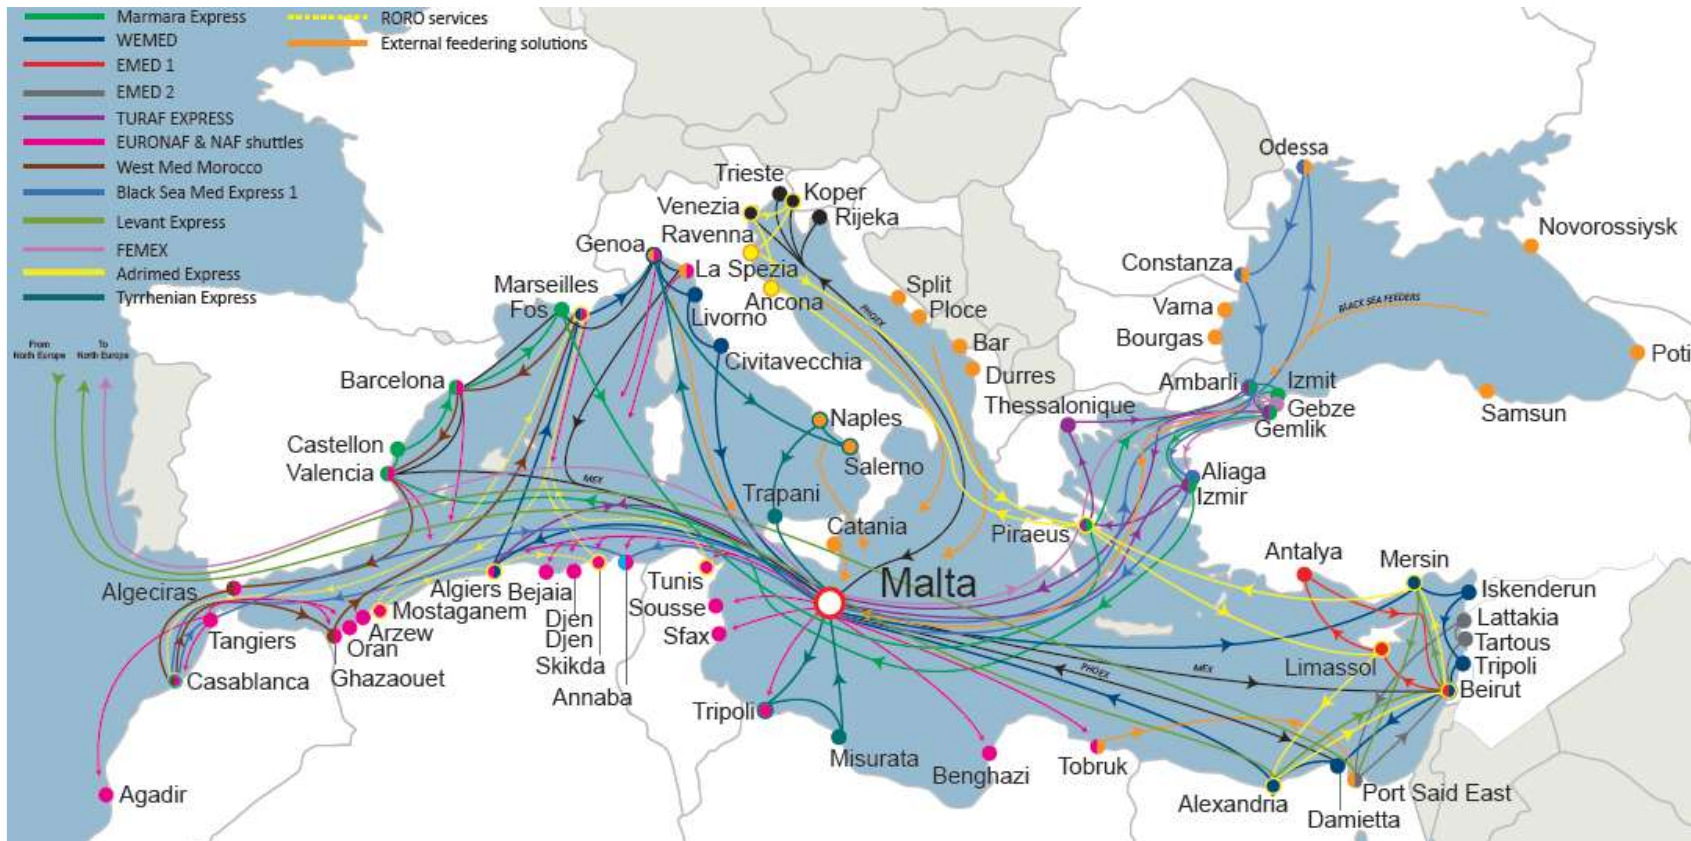 Marmara Express
WEMED
EMED 1
EMED 2
TURAF EXPRESS
EURONAF & NAF shuttles
West Med Morocco
Black Sea Med Express 1
Levant Express
FEMEX
Adrimed Express
Tyrrhenian Express
RORO services
External feedering solutions
From
North Europe
To
North Europe
Odessa
Novorossiysk
Constanza
Varna
Bourgas
BLACK SEA FEEDERS
Poti
Samsun
Trieste
Koper
Venezia
Rijeka
Ravenna
Genoa
La Spezia
Ancona
Marseilles
Fos
Livorno
Split
Ploce
PHOEX
Bar
Civitavecchia
Durres
Barcelona
Ambarli
Izmit
Gebze
Gemlik
Thessalonique
Castellon
Valencia
Naples
Salerno
MEX
Aliaga
Izmir
Trapani
Catania
Piraeus
Algeciras
Algiers
Bejaia
Djen
Djen
Skikda
Annaba
Tunis
Malta
Antalya
Mersin
Iskenderun
Lattakia
Tartous
Tripoli
Beirut
Limassol
Mostaganem
Arzew
Oran
Ghazaouet
Tangiers
Casablanca
Sousse
Sfax
PHOEX
MEX
Tripoli
Misurata
Benghazi
Tobruk
Agadir
Alexandria
Damietta
Port Said East